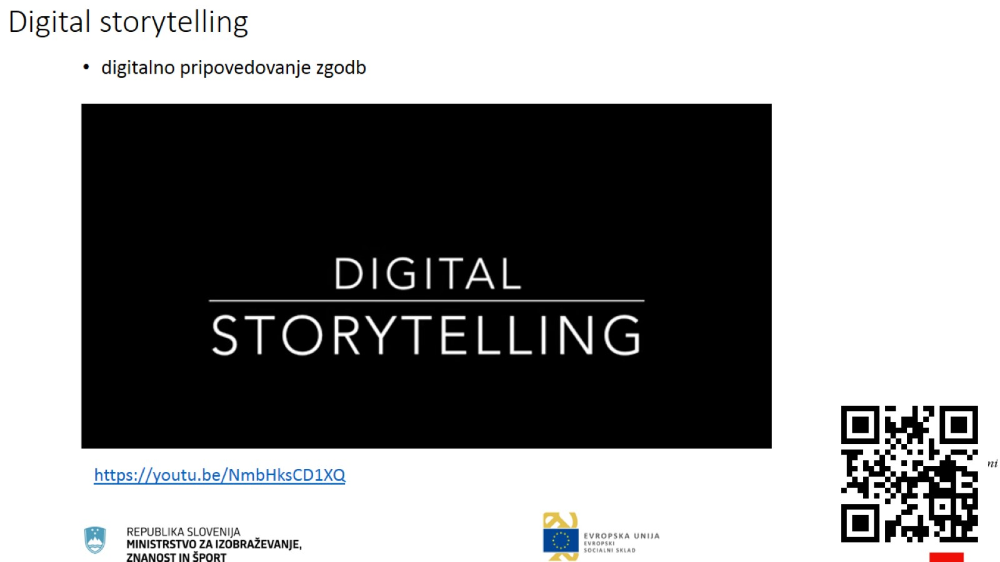 Digital storytelling
• digitalno pripovedovanje zgodb
DIGITAL
STORYTELLING
https://youtu.be/NmbHksCD1XQ
ni
REPUBLIKA SLOVENIJA
MINISTRSTVO ZA IZOBRAŽEVANJE,
ZNANOST IN ŠPORT
EVROPSKA UNIJA
EVROPSKI
SOCIALNI SKLAD